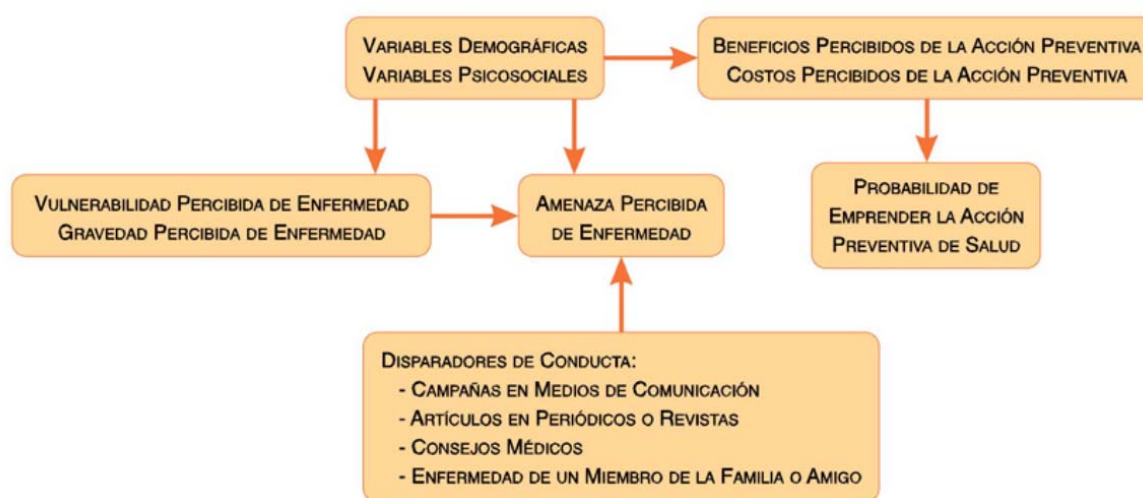 VARIABLES DEMOGRÁFICAS
VARIABLES PSICOSOCIALES
BENEFICIOS PERCIBIDOS DE LA ACCIÓN PREVENTIVA
COSTOS PERCIBIDOS DE LA ACCIÓN PREVENTIVA
VULNERABILIDAD PERCIBIDA DE ENFERMEDAD
GRAVEDAD PERCIBIDA DE ENFERMEDAD
AMENAZA PERCIBIDA
DE ENFERMEDAD
PROBABILIDAD DE
EMPRENDER LA ACCIÓN
PREVENTIVA DE SALUD
DISPARADORES DE CONDUCTA:
- CAMPAÑAS EN MEDIOS DE COMUNICACIÓN
- ARTÍCULOS EN PERIÓDICOS O REVISTAS
- CONSEJOS MÉDICOS
- ENFERMEDAD DE UN MIEMBRO DE LA FAMILIA O AMIGO